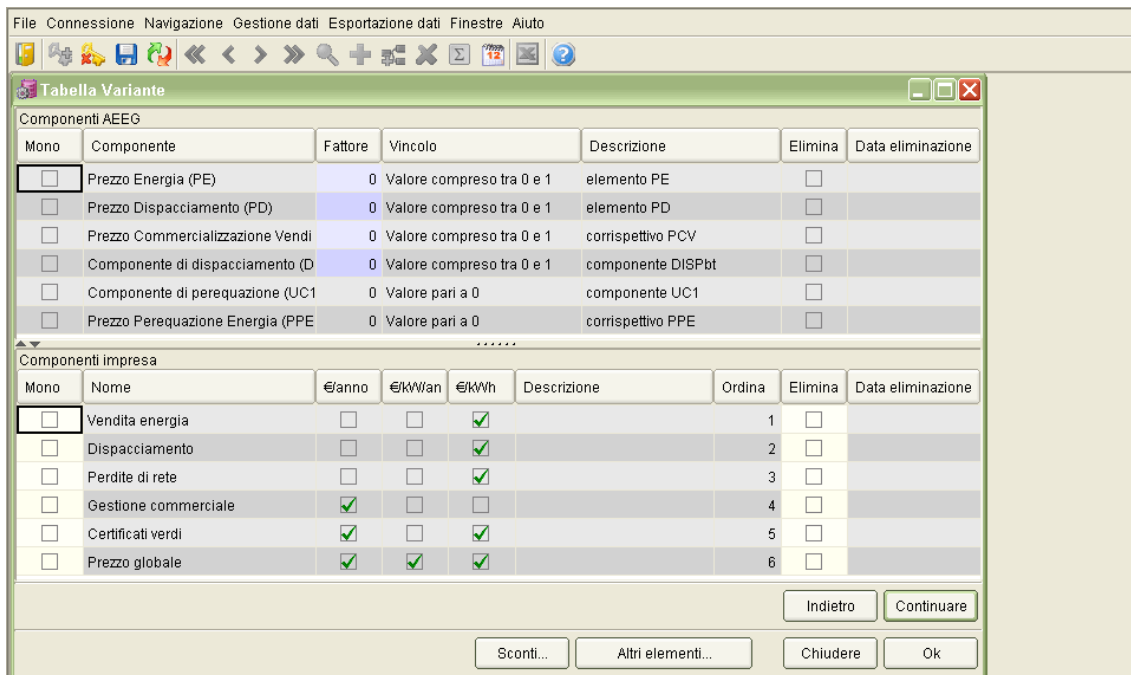 File Connessione Navigazione Gestione dati Esportazione dati Finestre Aiuto
12
Tabella Variante
Componenti AEEG
Mono Componente Fattore Vincolo Descrizione Elimina Data eliminazione
Prezzo Energia (PE) 0 Valore compreso tra 0 e 1 elemento PE
Prezzo Dispacciamento (PD) 0 Valore compreso tra 0 e 1 elemento PD
Prezzo Commercializzazione Vendi 0 Valore compreso tra 0 e 1 corrispettivo PCV
Componente di dispacciamento (D 0 Valore compreso tra 0 e 1 componente DISPbt
Componente di perequazione (UC1 0 Valore pari a 0 componente UC1
Prezzo Perequazione Energia (PPE 0 Valore pari a 0 corrispettivo PPE
Componenti impresa
Mono Nome €/anno €/kW/an €/kWh Descrizione Ordina Elimina Data eliminazione
Vendita energia 1
Dispacciamento 2
Perdite di rete 3
Gestione commerciale 4
Certificati verdi 5
Prezzo globale 6
Indietro Continuare
Sconti... Altri elementi... Chiudere Ok